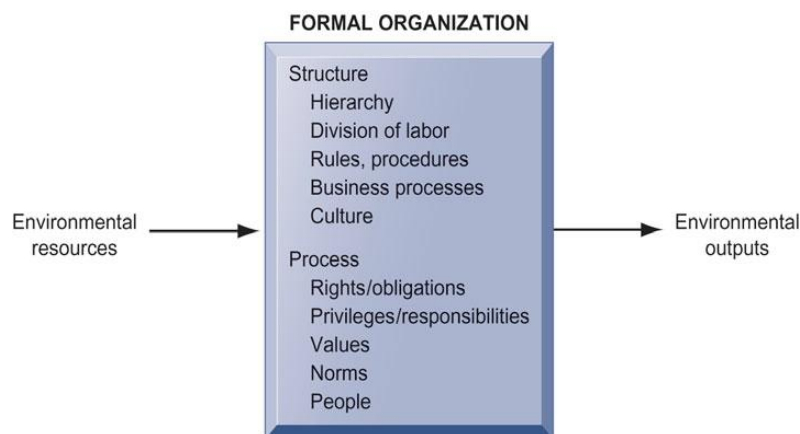 FORMAL ORGANIZATION
Structure
Hierarchy
Division of labor
Rules, procedures
Business processes
Culture
Environmental
resources
Environmental
outputs
Process
Rights/obligations
Privileges/responsibilities
Values
Norms
People